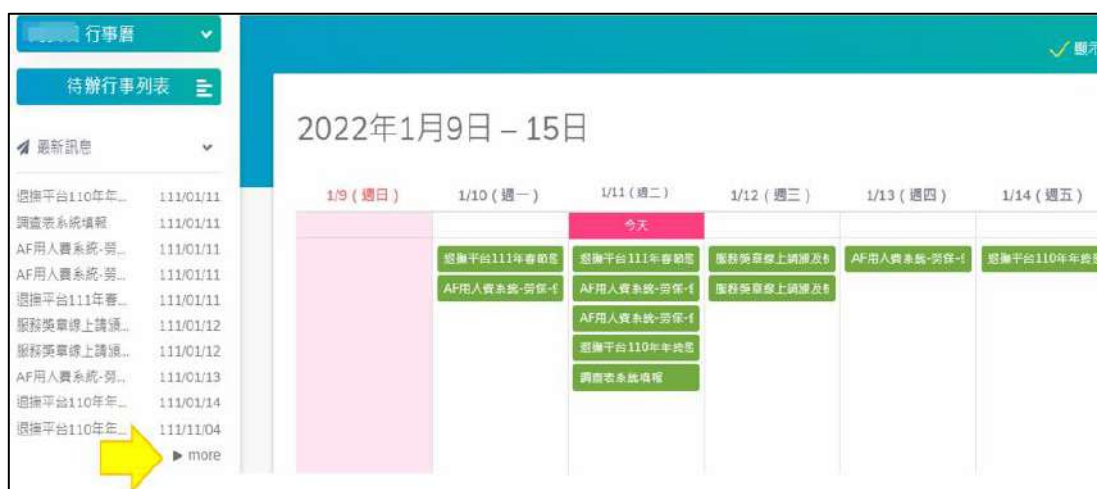 行事曆
待辦行事列表
最新訊息
退撫平台110年年... 111/01/11
調查表系統填報 111/01/11
AF用人費系統-勞... 111/01/11
AF用人費系統-勞... 111/01/11
退撫平台111年春... 111/01/11
服務獎章線上請頒... 111/01/12
服務獎章線上請頒... 111/01/12
AF用人費系統-勞... 111/01/13
退撫平台110年年... 111/01/14
退撫平台110年年... 111/11/04
more
顯示
2022年1月9日 – 15日
1/9 ( 週日 ) 1/10 ( 週一 ) 1/11 ( 週二 ) 1/12 ( 週三 ) 1/13 ( 週四 ) 1/14 ( 週五 )
今天
退撫平台111年春節 退撫平台111年春節 服務獎章線上請頒及 AF用人費系統-勞保- 退撫平台110年年終
AF用人費系統-勞保- AF用人費系統-勞保- 服務獎章線上請頒及
AF用人費系統-勞保-
退撫平台110年年終
調查表系統填報